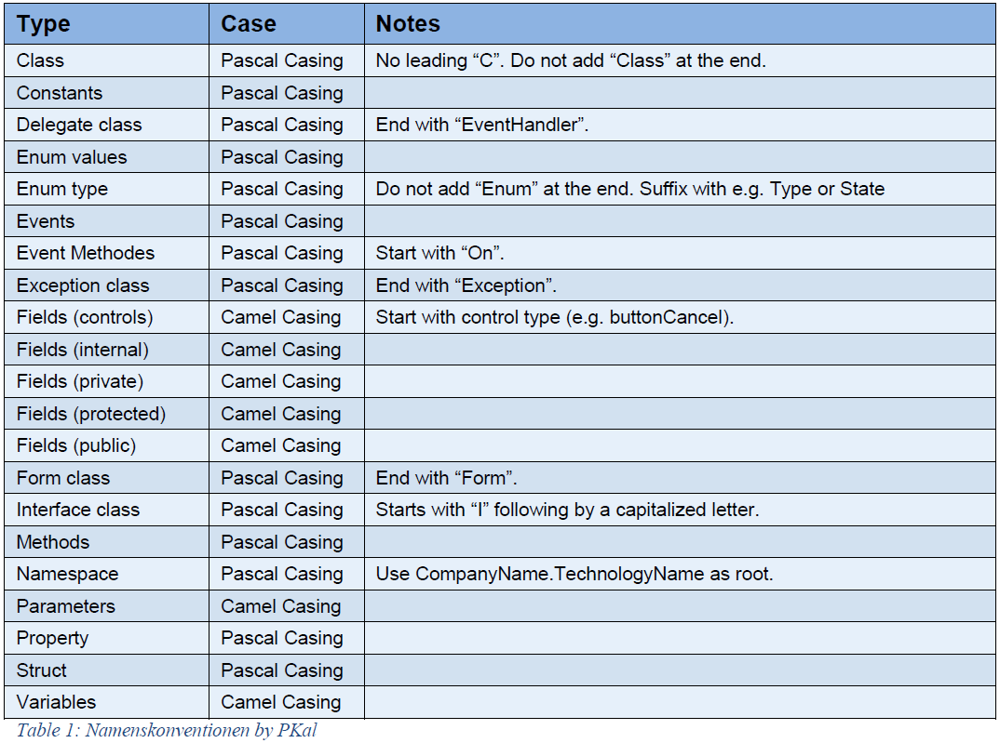 Type Case Notes
Class Pascal Casing No leading “C”. Do not add “Class” at the end.
Constants Pascal Casing
Delegate class Pascal Casing End with “EventHandler”.
Enum values Pascal Casing
Enum type Pascal Casing Do not add “Enum” at the end. Suffix with e.g. Type or State
Events Pascal Casing
Event Methodes Pascal Casing Start with “On”.
Exception class Pascal Casing End with “Exception”.
Fields (controls) Camel Casing Start with control type (e.g. buttonCancel).
Fields (internal) Camel Casing
Fields (private) Camel Casing
Fields (protected) Camel Casing
Fields (public) Camel Casing
Form class Pascal Casing End with “Form”.
Interface class Pascal Casing Starts with “I” following by a capitalized letter.
Methods Pascal Casing
Namespace Pascal Casing Use CompanyName.TechnologyName as root.
Parameters Camel Casing
Property Pascal Casing
Struct Pascal Casing
Variables Camel Casing
Table 1: Namenskonventionen by PKal